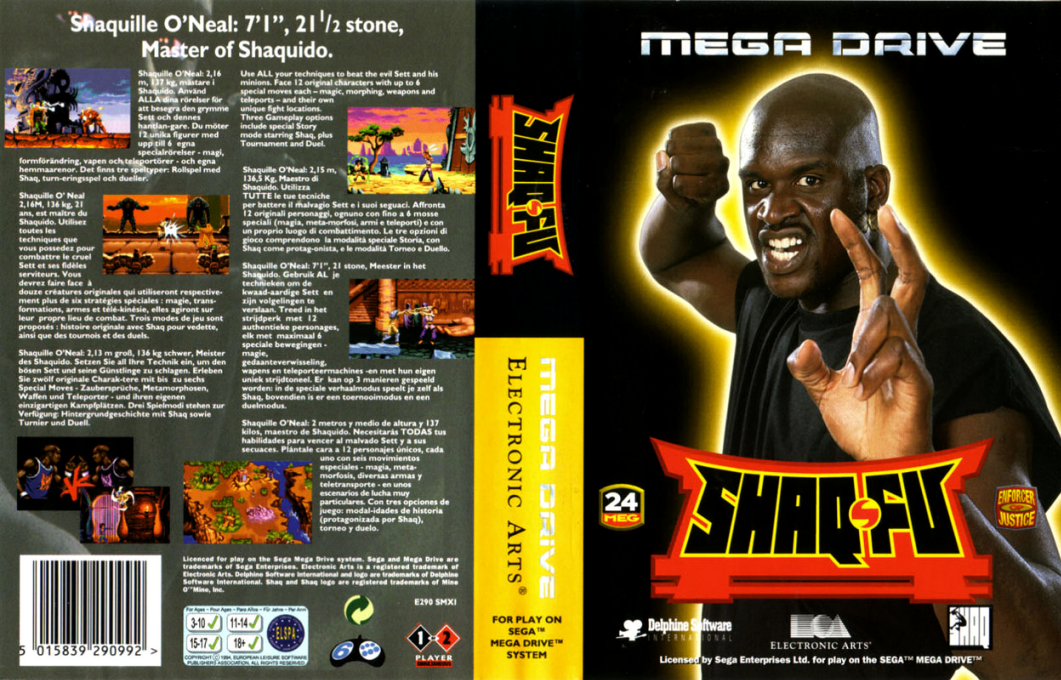 Shaquille O'Neal: 7'1", 21 1/2 stone,
Master of Shaquido.
Shaquille O'Neal: 2,16
m, 137 kg, mästare i
Shaquido. Använd
ALLA dina rörelser för
att besegra den grymme
Sett och dennes
hantlan-gare. Du möter
12 unika figurer med
upp till 6 egna
specialrörelser - magi,
formförändring, vapen och teleportörer - och egna
hemmaarenor. Det finns tre speltyper: Rollspel med
Shaq, turn-eringsspel och dueller.
Shaquille O' Neal
2,16M, 136 kg, 21
ans, est maître du
Shaquido. Utilisez
toutes les
techniques que
vous possedez pour
combattre le cruel
Sett et ses fidèles
serviteurs. Vous
devrez faire face à
douze créatures originales qui utiliseront respective-
ment plus de six stratégies spéciales : magie, trans-
formations, armes et télé-kinésie, elles agiront sur
leur propre lieu de combat. Trois modes de jeu sont
proposés : histoire originale avec Shaq pour vedette,
ainsi que des tournois et des duels.
Shaquille O'Neal: 2,13 m groß, 136 kg schwer, Meister
des Shaquido. Setzen Sie all Ihre Technik ein, um den
bösen Sett und seine Günstlinge zu schlagen. Erleben
Sie zwölf originale Charak-tere mit bis zu sechs
Special Moves - Zaubersprüche, Metamorphosen,
Waffen und Teleporter - und ihren eigenen
einzigartigen Kampfplätzen. Drei Spielmodi stehen zur
Verfügung: Hintergrundgeschichte mit Shaq sowie
Turnier und Duell.
Use ALL your techniques to beat the evil Sett and his
minions. Face 12 original characters with up to 6
special moves each – magic, morphing, weapons and
teleports – and their own
unique fight locations.
Three Gameplay options
include special Story
mode starring Shaq, plus
Tournament and Duel.
Shaquille O'Neal: 2,15 m,
136,5 Kg, Maestro di
Shaquido. Utilizza
TUTTE le tue tecniche
per battere il malvagio Sett e i suoi seguaci. Affronta
12 originali personaggi, ognuno con fino a 6 mosse
speciali (magia, meta-morfosi, armi e teleporti) e con
un proprio luogo di combattimento. Le tre opzioni di
gioco comprendono la modalità speciale Storia, con
Shaq come protag-onista, e le modalità Torneo e Duello.
Shaquille O'Neal: 7'1", 21 stone, Meester in het
Shaquido. Gebruik AL je
technieken om de
kwaad-aardige Sett en
zijn volgelingen te
verslaan. Treed in het
strijdperk met 12
authentieke personages,
elk met maximaal 6
speciale bewegingen -
magie,
gedaanteverwisseling,
wapens en teleporteermachines -en met hun eigen
uniek strijdtoneel. Er kan op 3 manieren gespeeld
worden: in de speciale verhaalmodus speelt je zelf als
Shaq, bovendien is er een toernooimodus en een
duelmodus.
Shaquille O'Neal: 2 metros y medio de altura y 137
kilos, maestro de Shaquido. Necesitarás TODAS tus
habilidades para vencer al malvado Sett y a sus
secuaces. Plántale cara a 12 personajes únicos, cada
uno con seis movimientos
especiales - magia, meta-
morfosis, diversas armas y
teletransporte - en unos
escenarios de lucha muy
particulares. Con tres opciones de
juego: modal-idades de historia
(protagonizada por Shaq),
torneo y duelo.
VS
Licenced for play on the Sega Mega Drive system. Sega and Mega Drive are
trademarks of Sega Enterprises. Electronic Arts is a registered trademark of
Electronic Arts. Delphine Software International and logo are trademarks of Delphine
Software International. Shaq and Shaq logo are registered trademarks of Mine
O'Mine, Inc.
E290 SMX1
5 015839 290992 >
For Ages – Pour Ages – Para Años – Für Jahre – Per Anni
3-10 11-14
15-17 18+
ELSPA
COPYRIGHT © 1994, EUROPEAN LEISURE SOFTWARE
PUBLISHERS ASSOCIATION, ALL RIGHTS RESERVED
1 2
PLAYER
SHAQ FU
MEGA DRIVE
ELECTRONIC ARTS®
FOR PLAY ON
SEGA™
MEGA DRIVE™
SYSTEM
MEGA DRIVE
24
MEG
SHAQ FU
ENFORCER
OF
JUSTICE
Delphine Software
INTERNATIONAL
ELECTRONIC ARTS®
SHAQ
Licensed by Sega Enterprises Ltd. for play on the SEGA™ MEGA DRIVE™